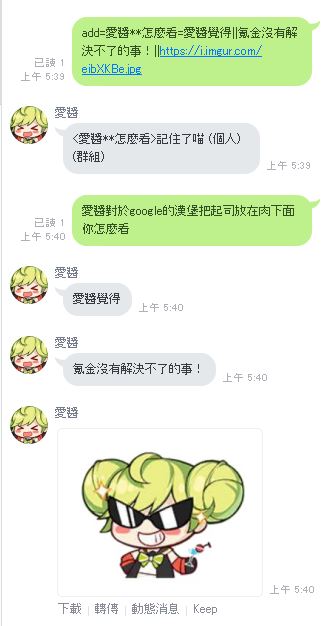 add=愛醬**怎麼看=愛醬覺得||氪金沒有解
決不了的事！||https://i.imgur.com/
eibXKBe.jpg
已讀 1
上午 5:39
愛醬
<愛醬**怎麼看>記住了喵 (個人)
(群組)
上午 5:39
愛醬對於google的漢堡把起司放在肉下面
你怎麼看
已讀 1
上午 5:40
愛醬
愛醬覺得
上午 5:40
愛醬
氪金沒有解決不了的事！
上午 5:40
愛醬
上午 5:40
下載 | 轉傳 | 動態消息 | Keep